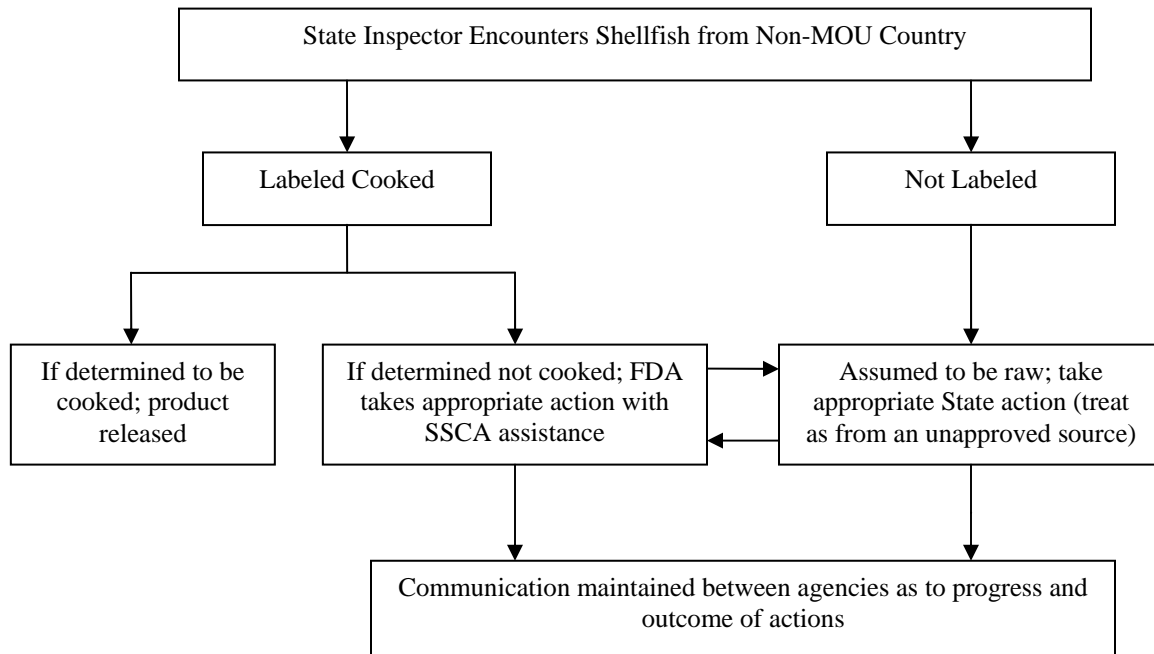 State Inspector Encounters Shellfish from Non-MOU Country
Labeled Cooked
Not Labeled
If determined to be
cooked; product
released
If determined not cooked; FDA
takes appropriate action with
SSCA assistance
Assumed to be raw; take
appropriate State action (treat
as from an unapproved source)
Communication maintained between agencies as to progress and
outcome of actions